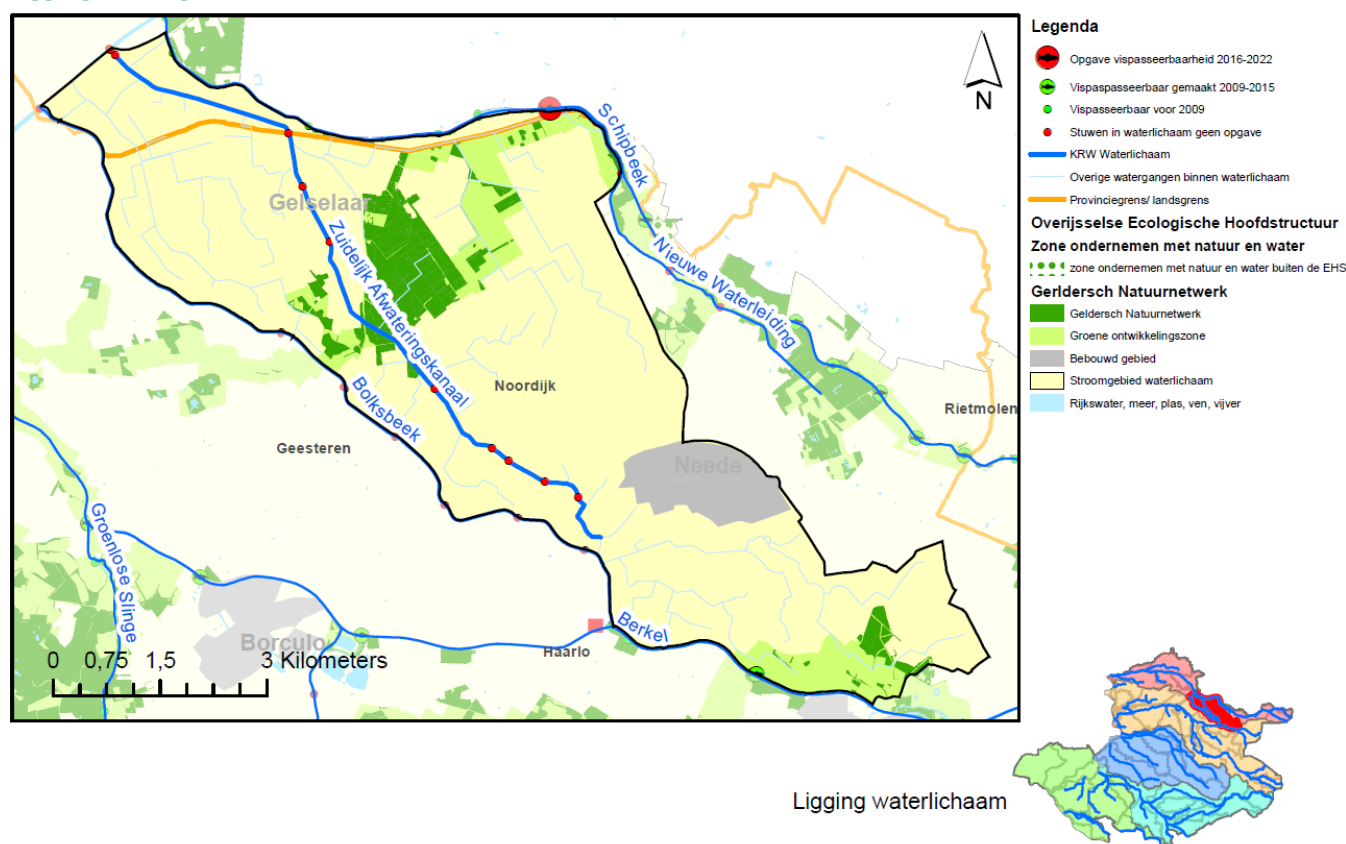 N
Schipbeek
Gelselaar
Zuidelijk Afwateringskanaal
Nieuwe Waterleiding
Noordijk
Bolksbeek
Rietmolen
Geesteren
Neede
Groenlose Slinge
Borculo
Berkel
Haarlo
0 0,75 1,5 3 Kilometers
Legenda
Opgave vispasseerbaarheid 2016-2022
Vispaspasseerbaar gemaakt 2009-2015
Vispasseerbaar voor 2009
Stuwen in waterlichaam geen opgave
KRW Waterlichaam
Overige watergangen binnen waterlichaam
Provinciegrens/ landsgrens
Overijsselse Ecologische Hoofdstructuur
Zone ondernemen met natuur en water
zone ondernemen met natuur en water buiten de EHS
Gerldersch Natuurnetwerk
Geldersch Natuurnetwerk
Groene ontwikkelingszone
Bebouwd gebied
Stroomgebied waterlichaam
Rijkswater, meer, plas, ven, vijver
Ligging waterlichaam